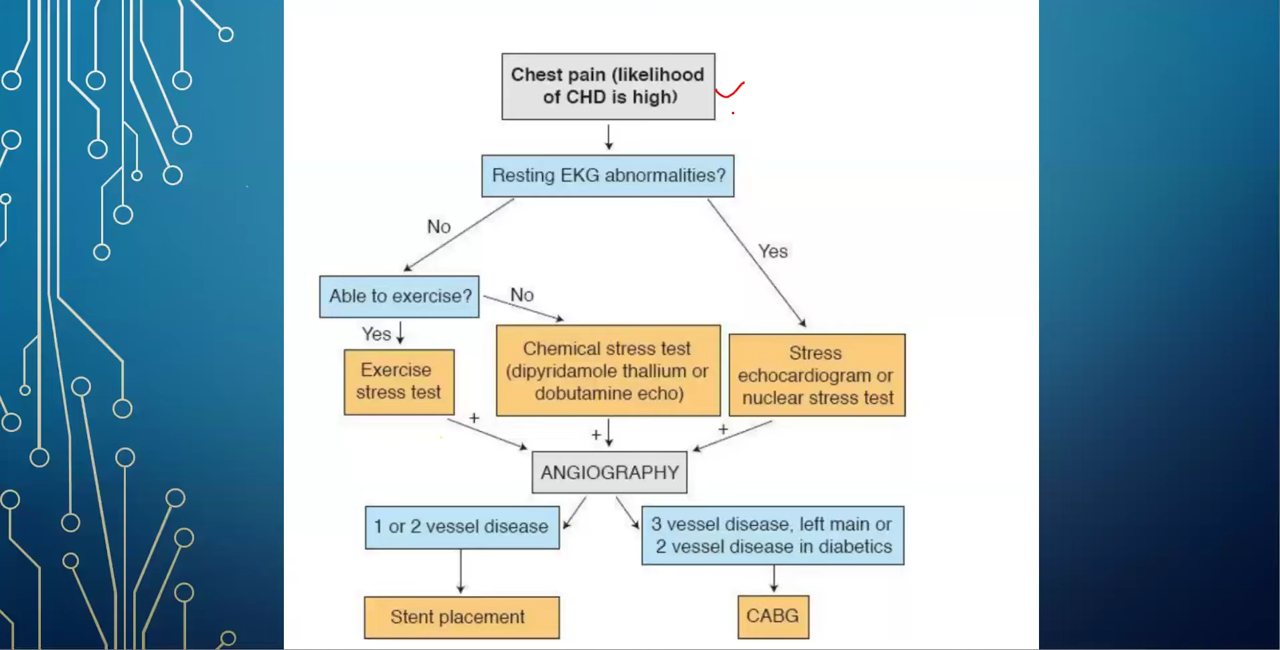 Chest pain (likelihood
of CHD is high)
Resting EKG abnormalities?
No
Yes
Able to exercise?
No
Yes
Exercise
stress test
Chemical stress test
(dipyridamole thallium or
dobutamine echo)
Stress
echocardiogram or
nuclear stress test
+
+
+
ANGIOGRAPHY
1 or 2 vessel disease
3 vessel disease, left main or
2 vessel disease in diabetics
Stent placement
CABG